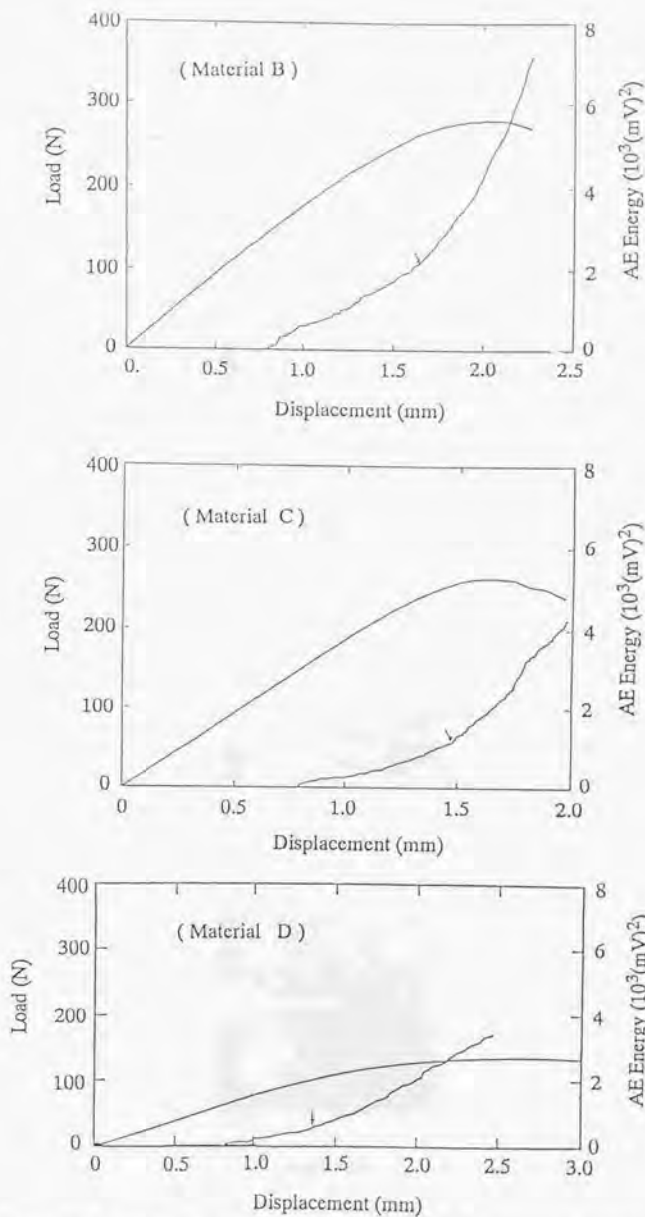 400
300
200
100
0
Load (N)
( Material B )
8
6
4
2
0
AE Energy (10³(mV)²)
0. 0.5 1.0 1.5 2.0 2.5
Displacement (mm)
400
300
200
100
0
Load (N)
( Material C )
8
6
4
2
0
AE Energy (10³(mV)²)
0 0.5 1.0 1.5 2.0
Displacement (mm)
400
300
200
100
0
Load (N)
( Material D )
8
6
4
2
0
AE Energy (10³(mV)²)
0 0.5 1.0 1.5 2.0 2.5 3.0
Displacement (mm)